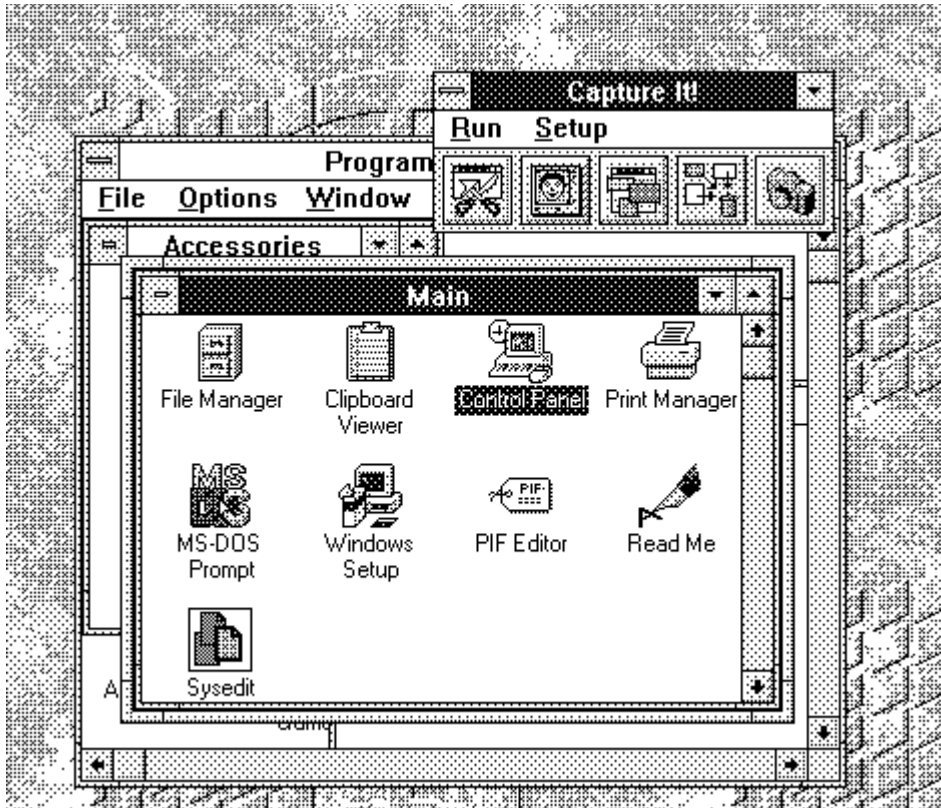 Capture It!
Run Setup
Program
File Options Window
Accessories
Main
File Manager
Clipboard
Viewer
Control Panel
Print Manager
MS
DOS
MS-DOS
Prompt
Windows
Setup
PIF
PIF Editor
Read Me
Sysedit
A